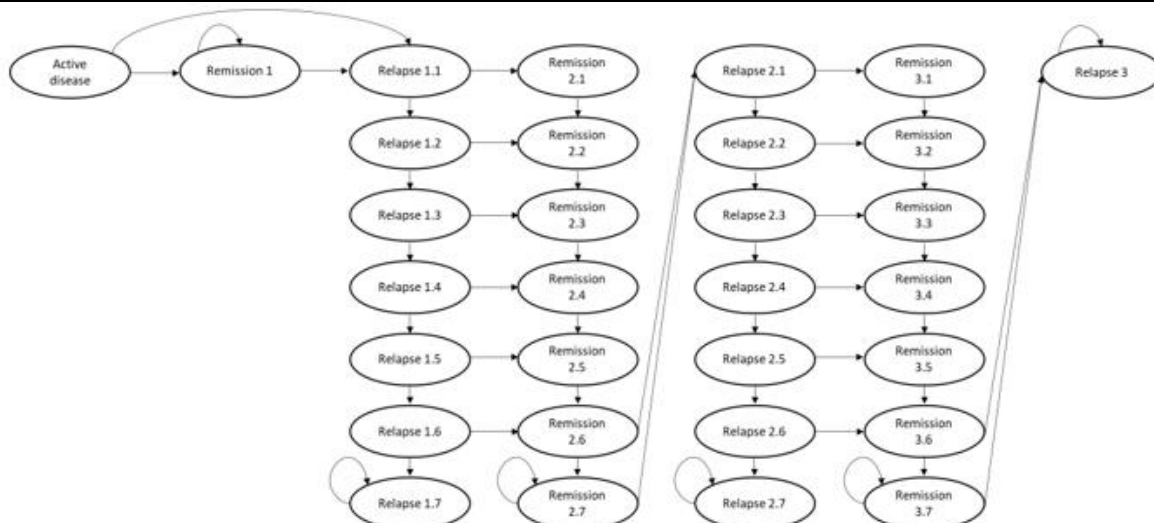 Active
disease
Remission 1
Relapse 1.1
Remission
2.1
Relapse 2.1
Remission
3.1
Relapse 3
Relapse 1.2
Remission
2.2
Relapse 2.2
Remission
3.2
Relapse 1.3
Remission
2.3
Relapse 2.3
Remission
3.3
Relapse 1.4
Remission
2.4
Relapse 2.4
Remission
3.4
Relapse 1.5
Remission
2.5
Relapse 2.5
Remission
3.5
Relapse 1.6
Remission
2.6
Relapse 2.6
Remission
3.6
Relapse 1.7
Remission
2.7
Relapse 2.7
Remission
3.7